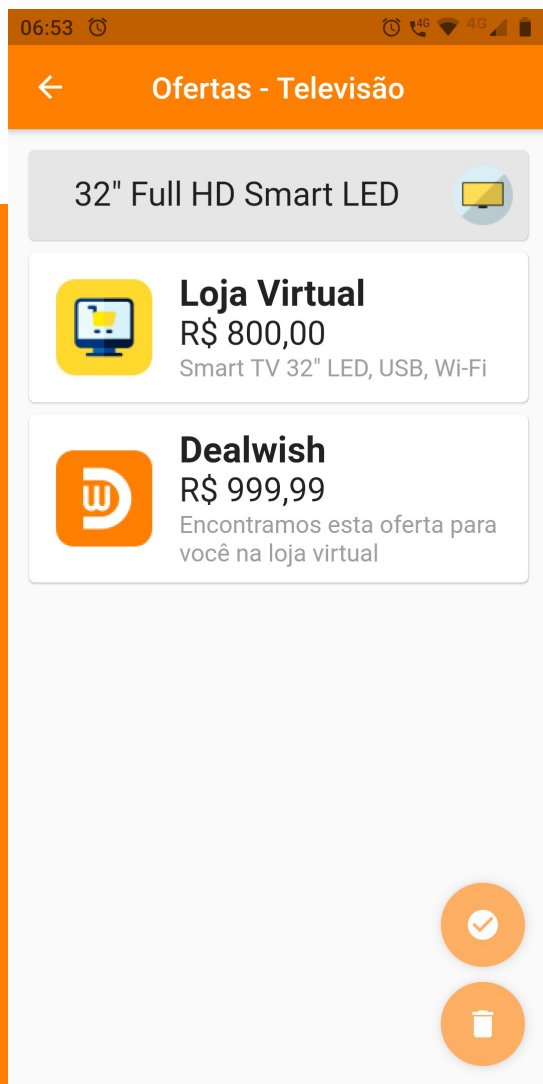 06:53 4G 4G
Ofertas - Televisão
32" Full HD Smart LED
Loja Virtual
R$ 800,00
Smart TV 32" LED, USB, Wi-Fi
Dealwish
R$ 999,99
Encontramos esta oferta para
você na loja virtual